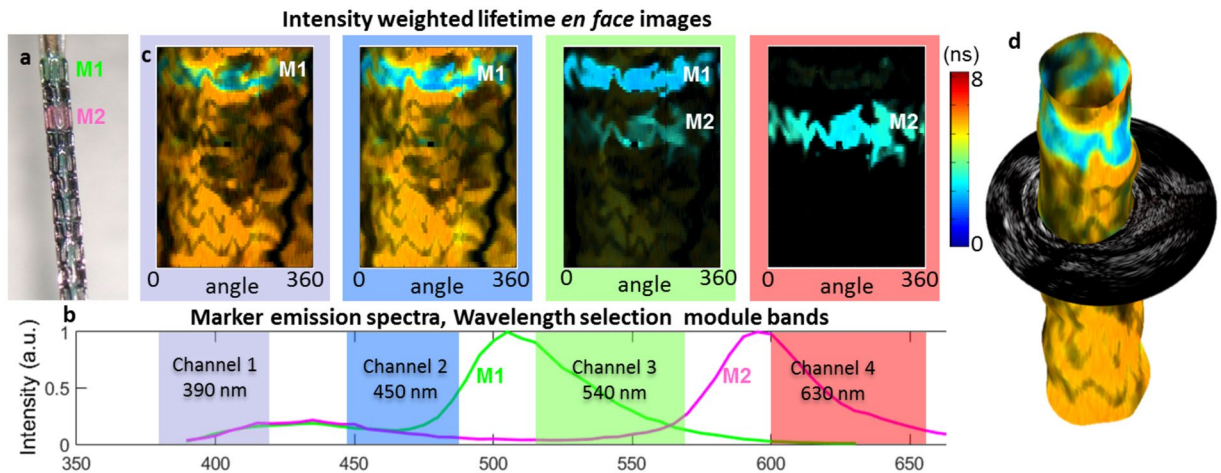 Intensity weighted lifetime en face images
a
M1
M2
c
M1
M1
M1
M2
M2
(ns)
8
0
d
0
360
angle
0
360
angle
0
360
angle
0
360
angle
b
Marker emission spectra, Wavelength selection module bands
Intensity (a.u.)
1
0.5
0
Channel 1
390 nm
Channel 2
450 nm
M1
Channel 3
540 nm
M2
Channel 4
630 nm
350
400
450
500
550
600
650